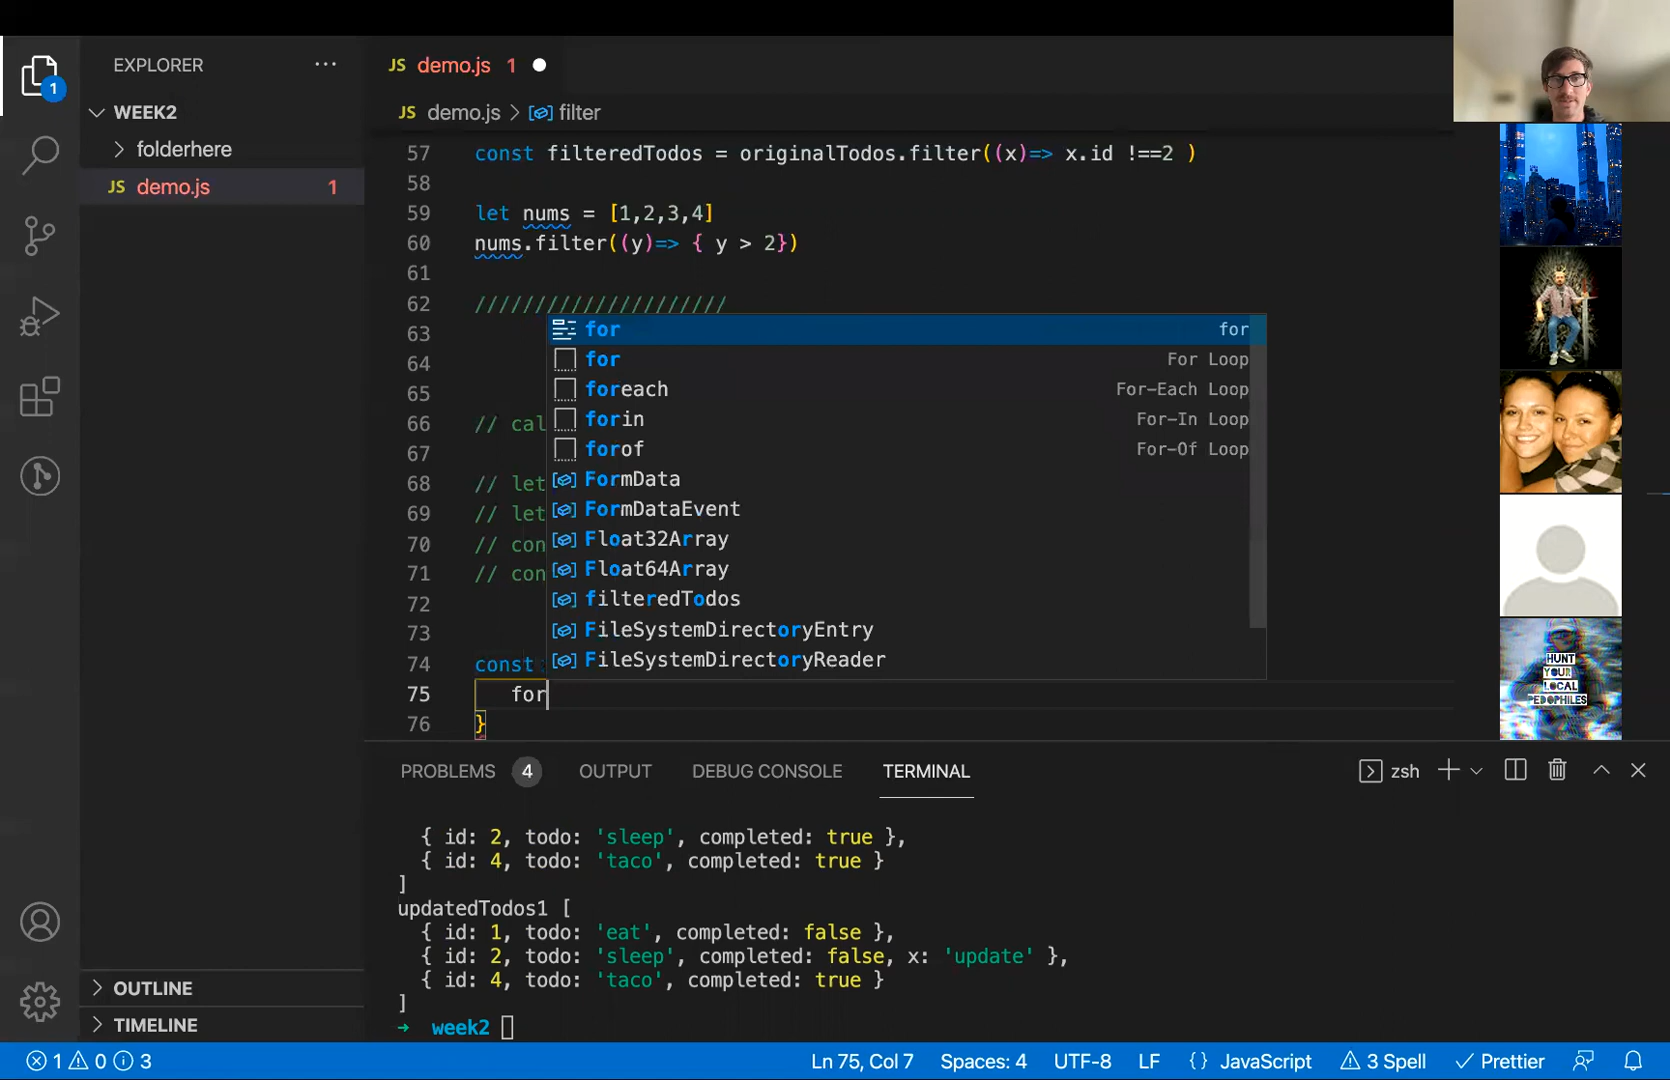 EXPLORER
WEEK2
folderhere
JS demo.js 1
1
OUTLINE
TIMELINE
JS demo.js 1
JS demo.js > filter
57 const filteredTodos = originalTodos.filter((x)=> x.id !==2 )
58
59 let nums = [1,2,3,4]
60 nums.filter((y)=> { y > 2})
61
62 /////////////////////
63
64
65
66 // cal
67
68 // let
69 // let
70 // con
71 // con
72
73
74 const
75 for
76 }
for for
for For Loop
foreach For-Each Loop
forin For-In Loop
forof For-Of Loop
FormData
FormDataEvent
Float32Array
Float64Array
filteredTodos
FileSystemDirectoryEntry
FileSystemDirectoryReader
PROBLEMS 4 OUTPUT DEBUG CONSOLE TERMINAL zsh
{ id: 2, todo: 'sleep', completed: true },
{ id: 4, todo: 'taco', completed: true }
]
updatedTodos1 [
{ id: 1, todo: 'eat', completed: false },
{ id: 2, todo: 'sleep', completed: false, x: 'update' },
{ id: 4, todo: 'taco', completed: true }
]
→ week2
1 0 3 Ln 75, Col 7 Spaces: 4 UTF-8 LF {} JavaScript 3 Spell Prettier
HUNT
YOUR
LOCAL
PEDOPHILES